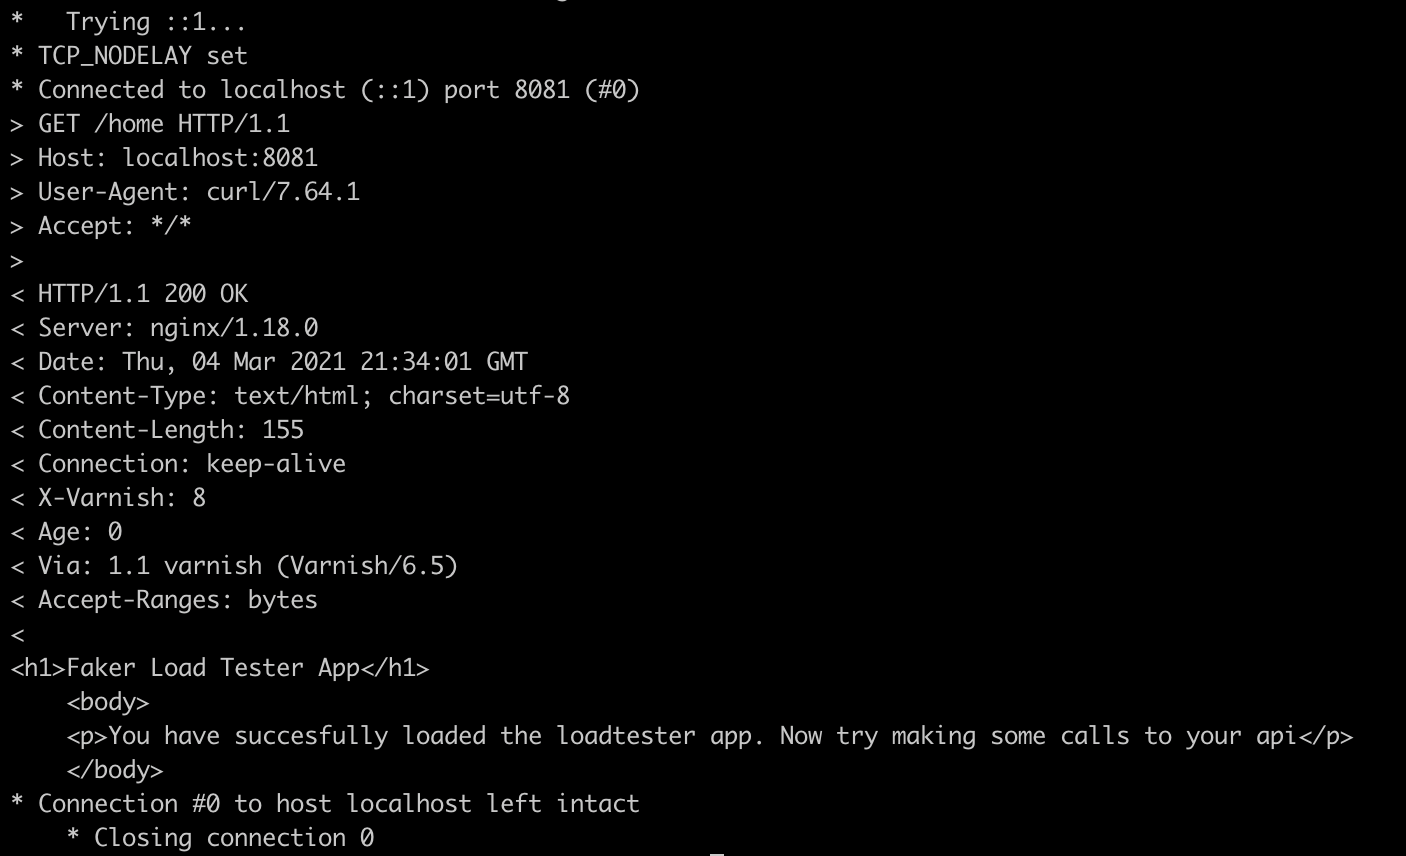 *   Trying ::1...
* TCP_NODELAY set
* Connected to localhost (::1) port 8081 (#0)
> GET /home HTTP/1.1
> Host: localhost:8081
> User-Agent: curl/7.64.1
> Accept: */*
>
< HTTP/1.1 200 OK
< Server: nginx/1.18.0
< Date: Thu, 04 Mar 2021 21:34:01 GMT
< Content-Type: text/html; charset=utf-8
< Content-Length: 155
< Connection: keep-alive
< X-Varnish: 8
< Age: 0
< Via: 1.1 varnish (Varnish/6.5)
< Accept-Ranges: bytes
<
<h1>Faker Load Tester App</h1>
    <body>
    <p>You have succesfully loaded the loadtester app. Now try making some calls to your api</p>
    </body>
* Connection #0 to host localhost left intact
    * Closing connection 0